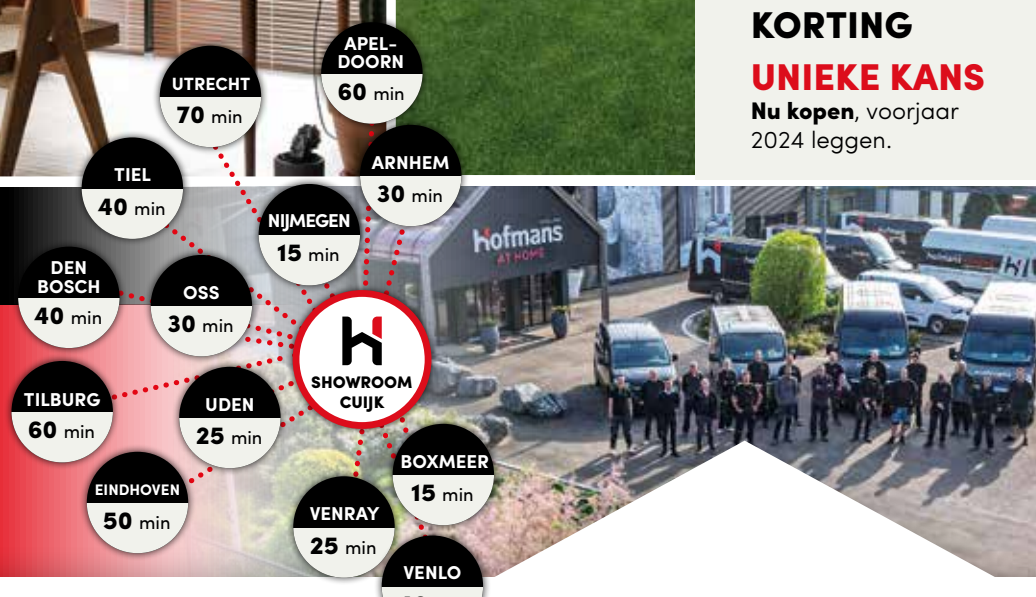 KORTING
UNIEKE KANS
Nu kopen, voorjaar
2024 leggen.
APEL-
DOORN
60 min
UTRECHT
70 min
ARNHEM
30 min
TIEL
40 min
NIJMEGEN
15 min
Hofmans
AT HOME
DEN
BOSCH
40 min
OSS
30 min
SHOWROOM
CUIJK
TILBURG
60 min
UDEN
25 min
BOXMEER
15 min
EINDHOVEN
50 min
VENRAY
25 min
VENLO